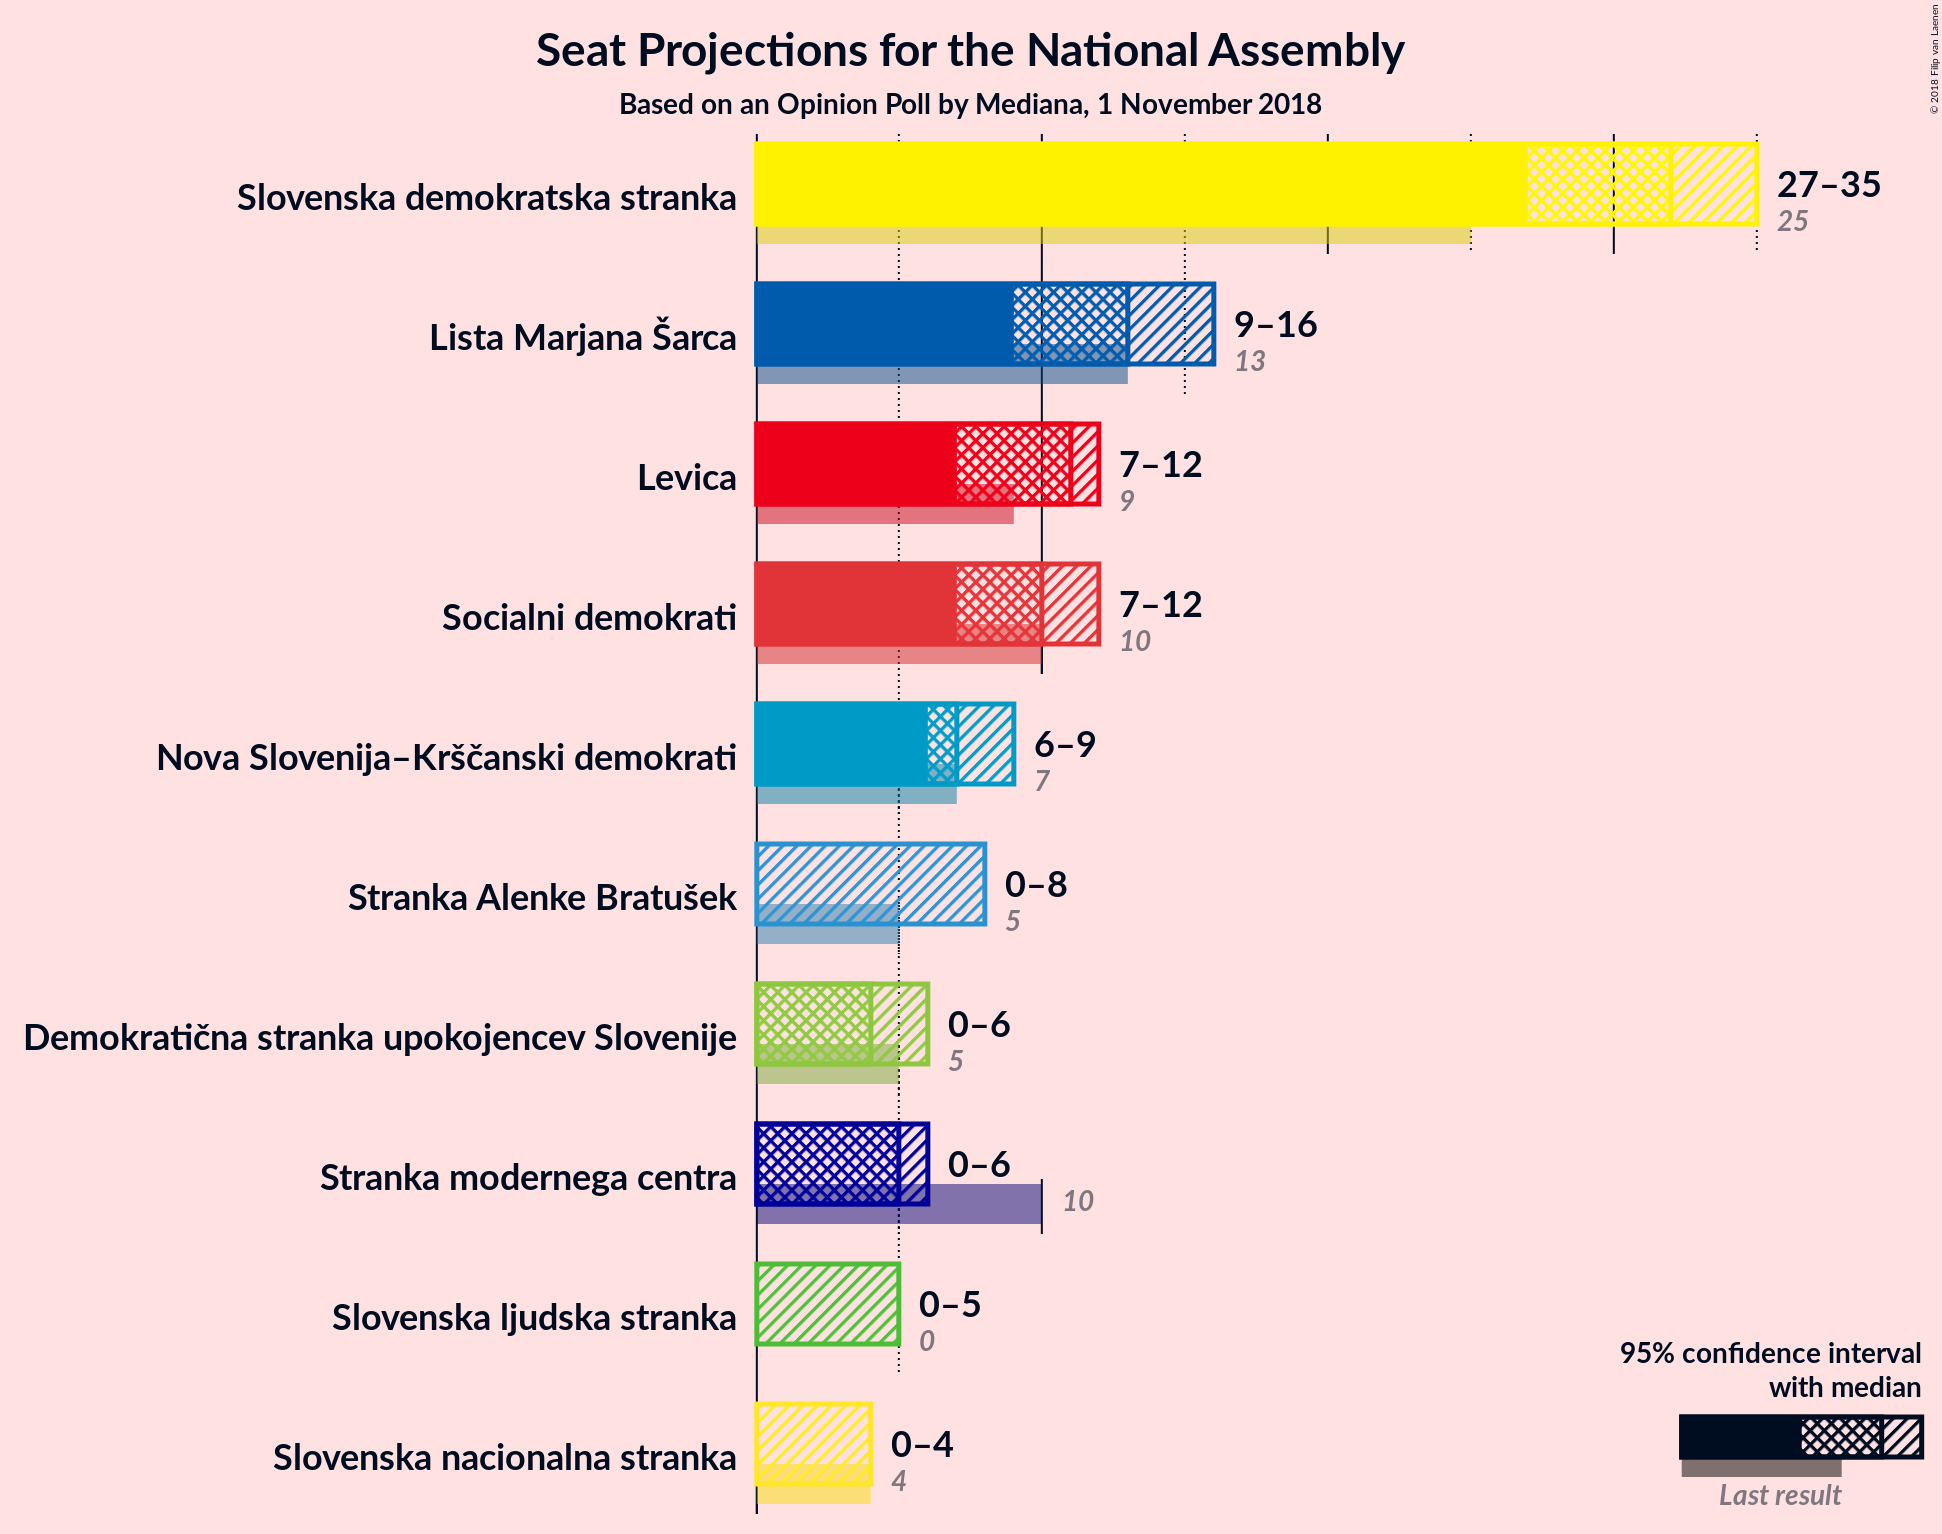 Seat Projections for the National Assembly
Based on an Opinion Poll by Mediana, 1 November 2018
© 2018 Filip van Laenen
Slovenska demokratska stranka
27–35
25
Lista Marjana Šarca
9–16
13
Levica
7–12
9
Socialni demokrati
7–12
10
Nova Slovenija–Krščanski demokrati
6–9
7
Stranka Alenke Bratušek
0–8
5
Demokratična stranka upokojencev Slovenije
0–6
5
Stranka modernega centra
0–6
10
Slovenska ljudska stranka
0–5
0
Slovenska nacionalna stranka
0–4
4
95% confidence interval
with median
Last result